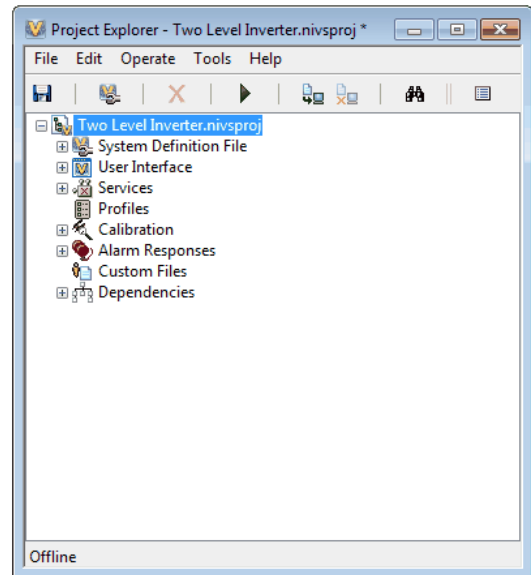 Project Explorer - Two Level Inverter.nivsproj *
File Edit Operate Tools Help
Two Level Inverter.nivsproj
System Definition File
User Interface
Services
Profiles
Calibration
Alarm Responses
Custom Files
Dependencies
Offline